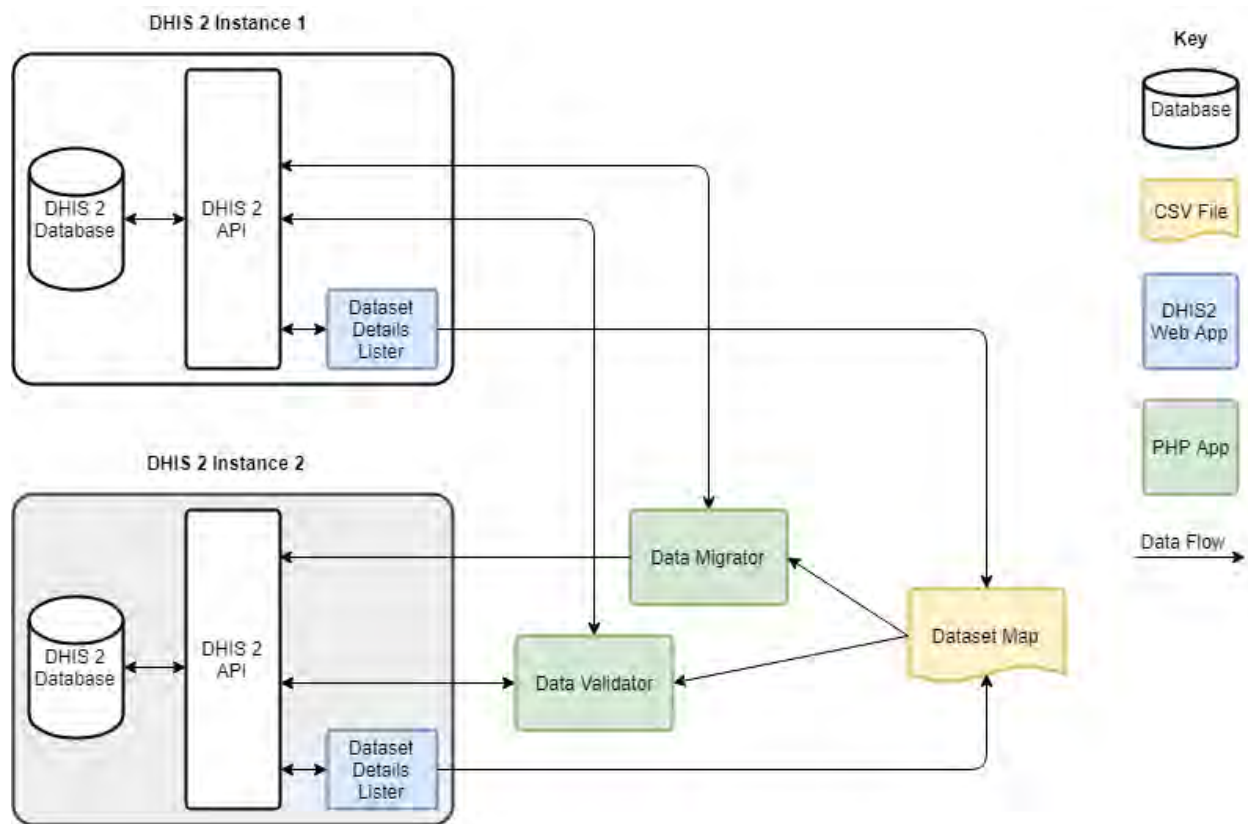 DHIS 2 Instance 1
DHIS 2
Database
DHIS 2
API
Dataset
Details
Lister
DHIS 2 Instance 2
DHIS 2
Database
DHIS 2
API
Dataset
Details
Lister
Data Migrator
Data Validator
Dataset Map
Key
Database
CSV File
DHIS2
Web App
PHP App
Data Flow